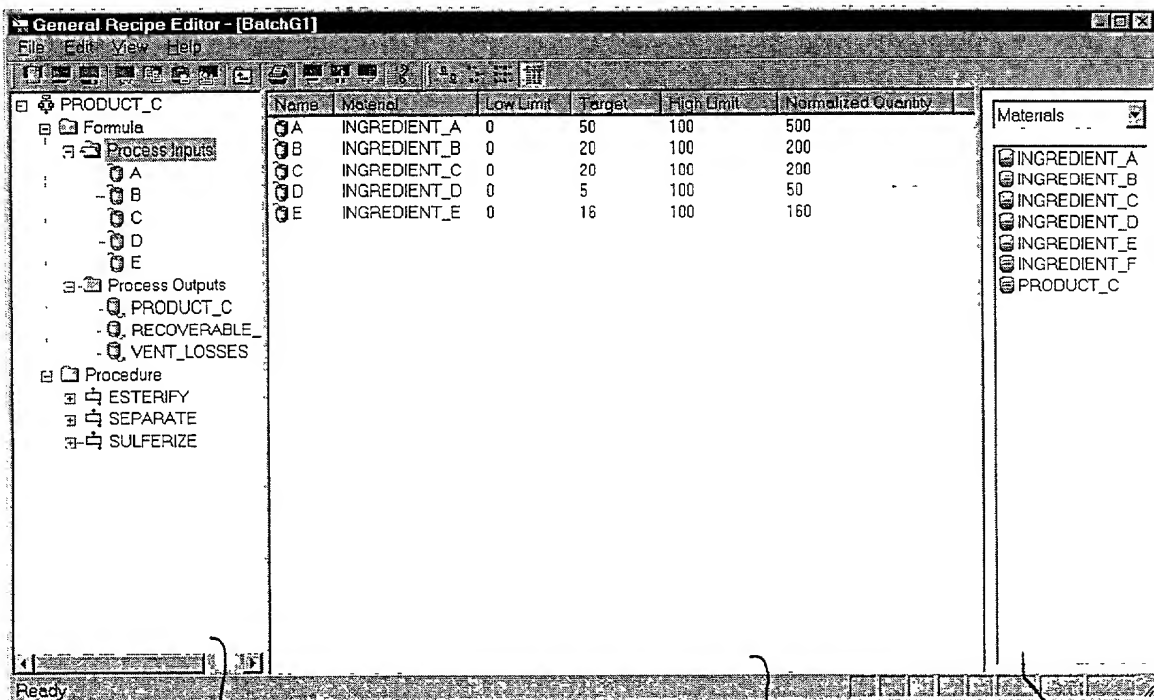 General Recipe Editor - [BatchG1]
File Edit View Help
PRODUCT_C
Formula
Process Inputs
A
B
C
D
E
Process Outputs
PRODUCT_C
RECOVERABLE_
VENT_LOSSES
Procedure
ESTERIFY
SEPARATE
SULFERIZE
Name Material Low Limit Target High Limit Normalized Quantity
A INGREDIENT_A 0 50 100 500
B INGREDIENT_B 0 20 100 200
C INGREDIENT_C 0 20 100 200
D INGREDIENT_D 0 5 100 50
E INGREDIENT_E 0 16 100 160
Materials
INGREDIENT_A
INGREDIENT_B
INGREDIENT_C
INGREDIENT_D
INGREDIENT_E
INGREDIENT_F
PRODUCT_C
Ready